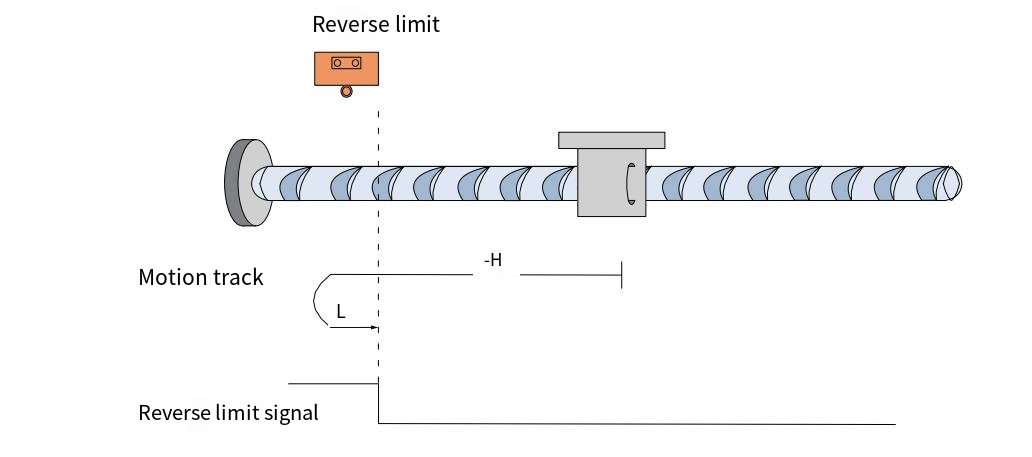 Reverse limit
-H
Motion track
L
Reverse limit signal